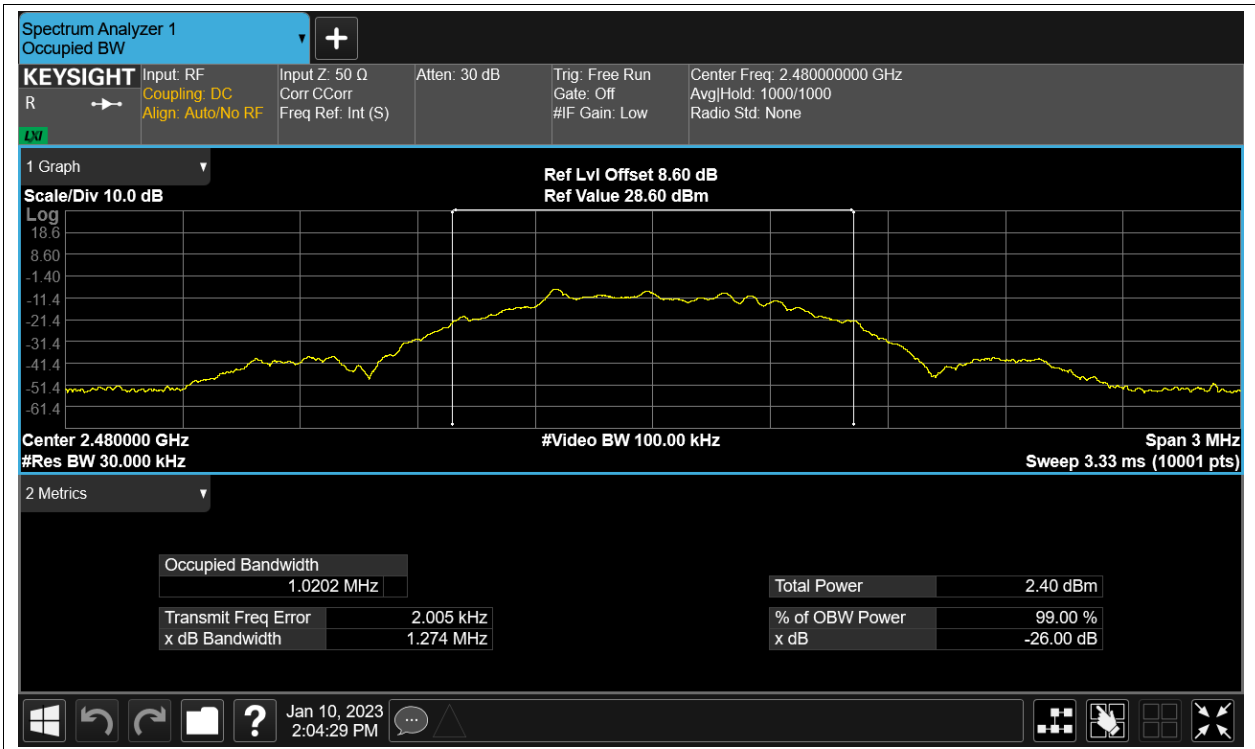 Spectrum Analyzer 1
Occupied BW
KEYSIGHT
R
LXI
Input: RF
Coupling: DC
Align: Auto/No RF
Input Z: 50 Ω
Corr CCorr
Freq Ref: Int (S)
Atten: 30 dB
Trig: Free Run
Gate: Off
#IF Gain: Low
Center Freq: 2.480000000 GHz
Avg|Hold: 1000/1000
Radio Std: None
1 Graph
Scale/Div 10.0 dB
Ref Lvl Offset 8.60 dB
Ref Value 28.60 dBm
Log
18.6
8.60
-1.40
-11.4
-21.4
-31.4
-41.4
-51.4
-61.4
Center 2.480000 GHz
#Video BW 100.00 kHz
Span 3 MHz
#Res BW 30.000 kHz
Sweep 3.33 ms (10001 pts)
2 Metrics
Occupied Bandwidth
1.0202 MHz
Total Power 2.40 dBm
Transmit Freq Error 2.005 kHz
% of OBW Power 99.00 %
x dB Bandwidth 1.274 MHz
x dB -26.00 dB
?
Jan 10, 2023
2:04:29 PM